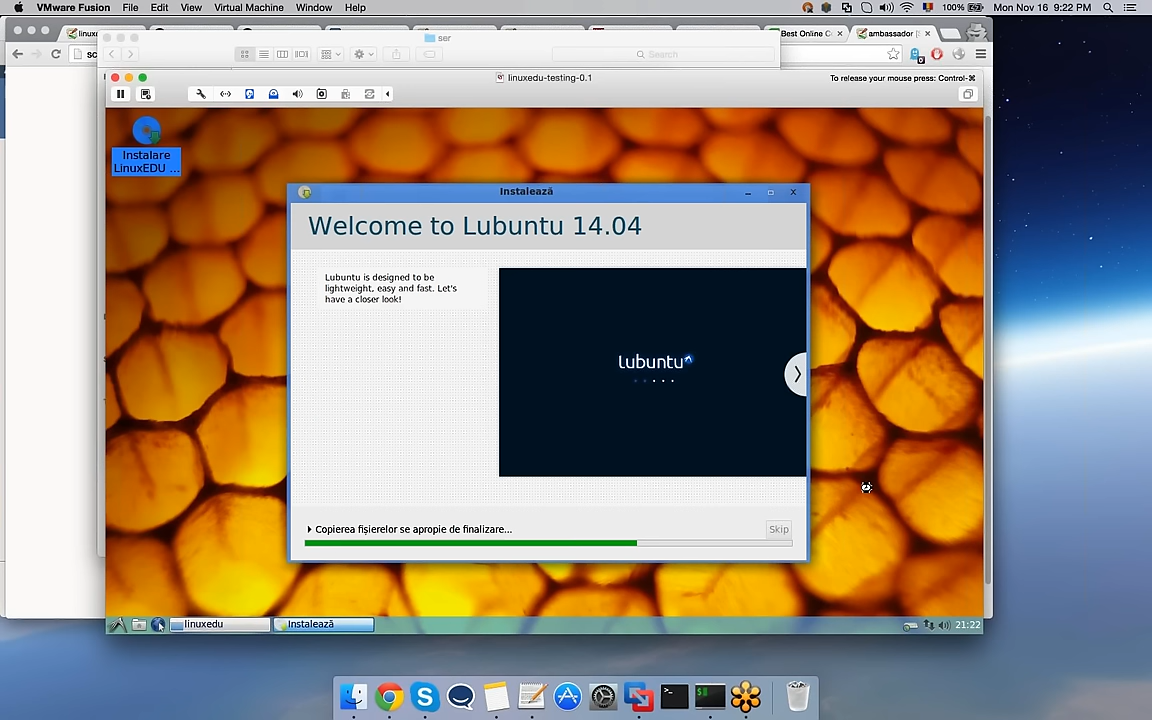 VMware Fusion File Edit View Virtual Machine Window Help 100% Mon Nov 16 9:22 PM
linux
Best Online C
ambassador
ser
Search
linuxedu-testing-0.1
To release your mouse press: Control-⌘
Instalare
LinuxEDU ...
Instalează
Welcome to Lubuntu 14.04
Lubuntu is designed to be
lightweight, easy and fast. Let's
have a closer look!
lubuntu
Copierea fișierelor se apropie de finalizare...
Skip
linuxedu
Instalează
21:22